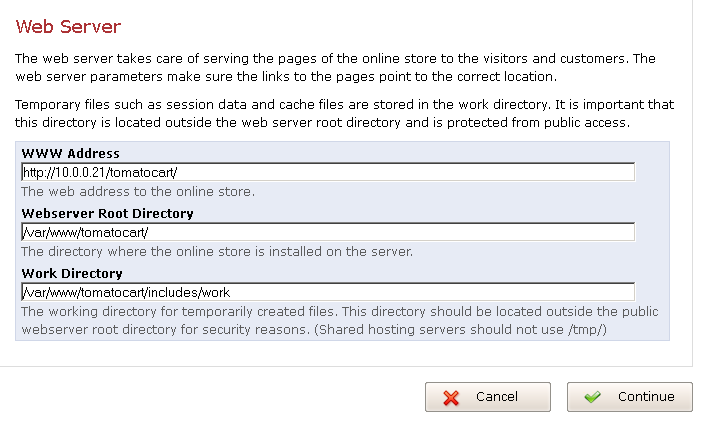 Web Server
The web server takes care of serving the pages of the online store to the visitors and customers. The
web server parameters make sure the links to the pages point to the correct location.
Temporary files such as session data and cache files are stored in the work directory. It is important that
this directory is located outside the web server root directory and is protected from public access.
WWW Address
http://10.0.0.21/tomatocart/
The web address to the online store.
Webserver Root Directory
/var/www/tomatocart/
The directory where the online store is installed on the server.
Work Directory
/var/www/tomatocart/includes/work
The working directory for temporarily created files. This directory should be located outside the public
webserver root directory for security reasons. (Shared hosting servers should not use /tmp/)
Cancel
Continue